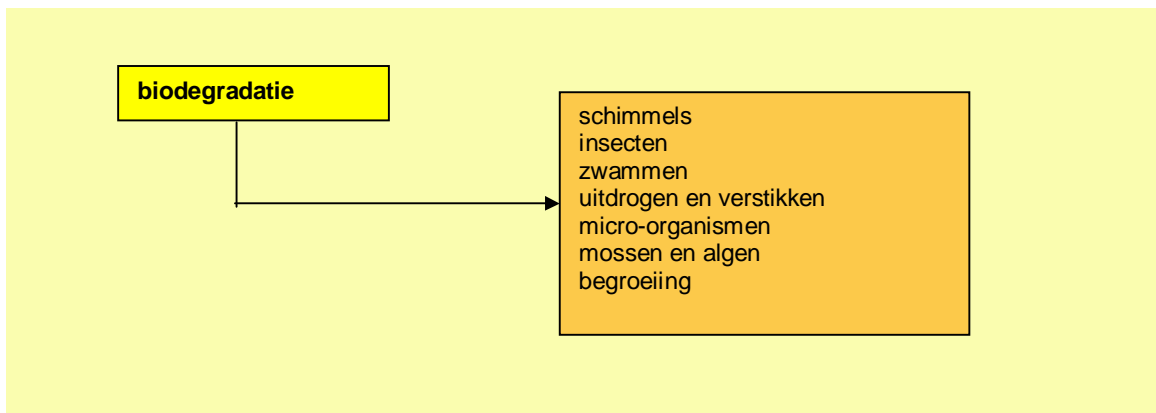 biodegradatie
schimmels
insecten
zwammen
uitdrogen en verstikken
micro-organismen
mossen en algen
begroeiing